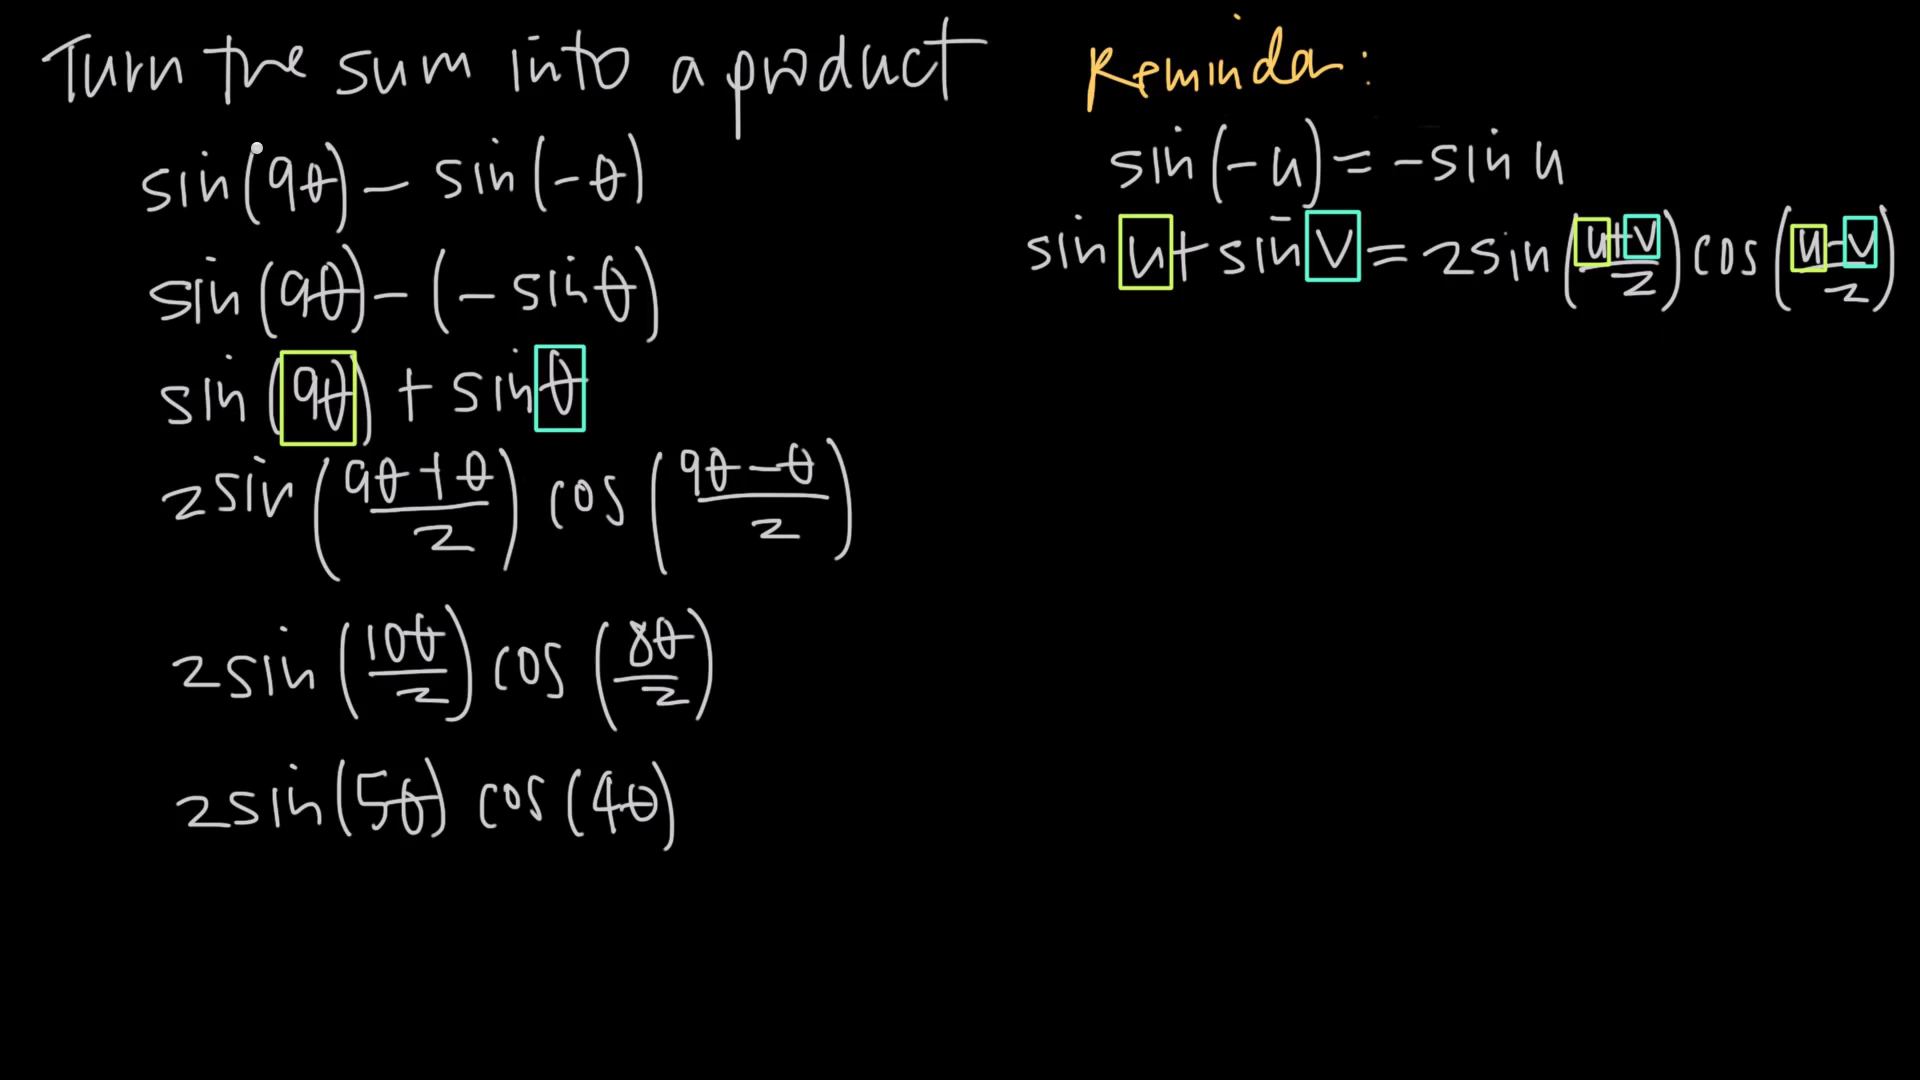 Turn the sum into a product
sin(9θ) - sin(-θ)
sin(9θ) - (-sinθ)
sin(9θ) + sinθ
2sin((9θ+θ)/2) cos((9θ-θ)/2)
2sin(10θ/2) cos(8θ/2)
2sin(5θ) cos(4θ)
Reminder:
sin(-u) = -sin u
sin u + sin v = 2sin((u+v)/2) cos((u-v)/2)